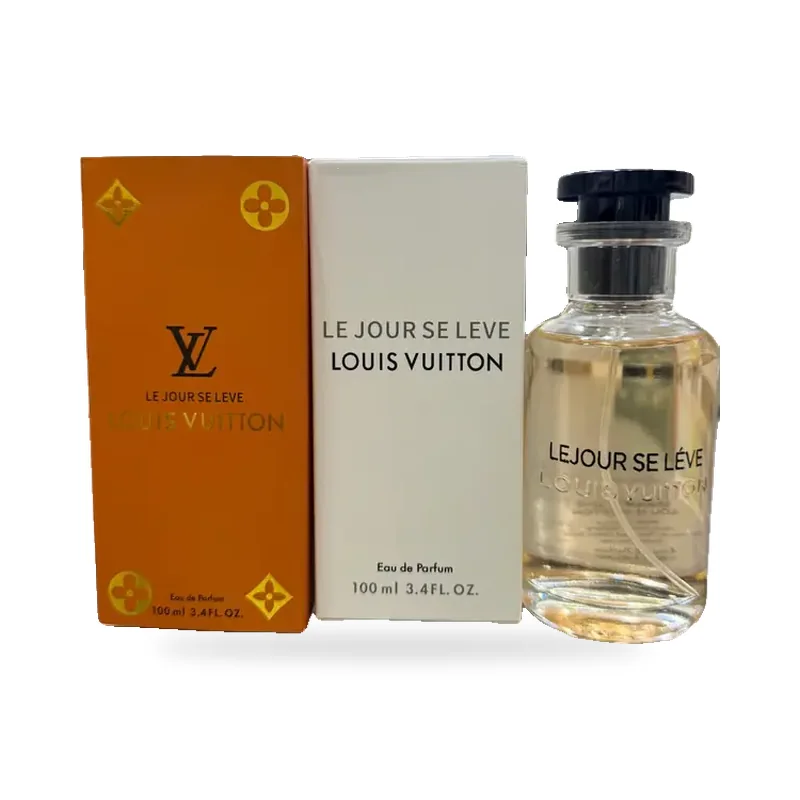 LV
LE JOUR SE LEVE
LOUIS VUITTON
Eau de Parfum
100 ml 3.4FL. OZ.
LE JOUR SE LEVE
LOUIS VUITTON
Eau de Parfum
100 ml 3.4FL. OZ.
LEJOUR SE LÉVE
LOUIS VUITTON